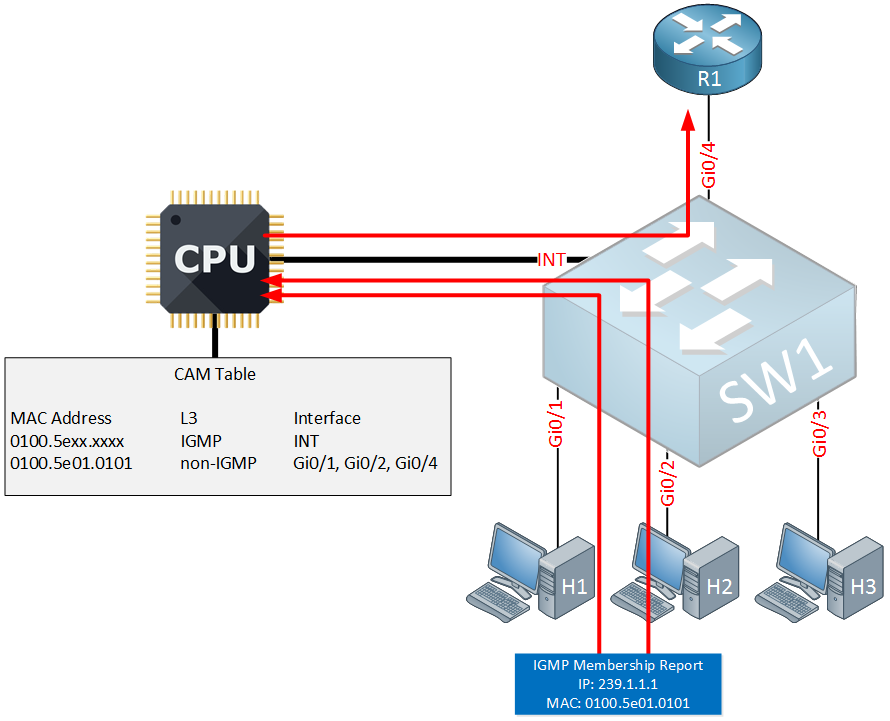 R1
Gi0/4
CPU
INT
SW1
CAM Table
MAC Address L3 Interface
0100.5exx.xxxx IGMP INT
0100.5e01.0101 non-IGMP Gi0/1, Gi0/2, Gi0/4
Gi0/1
Gi0/2
Gi0/3
H1
H2
H3
IGMP Membership Report
IP: 239.1.1.1
MAC: 0100.5e01.0101